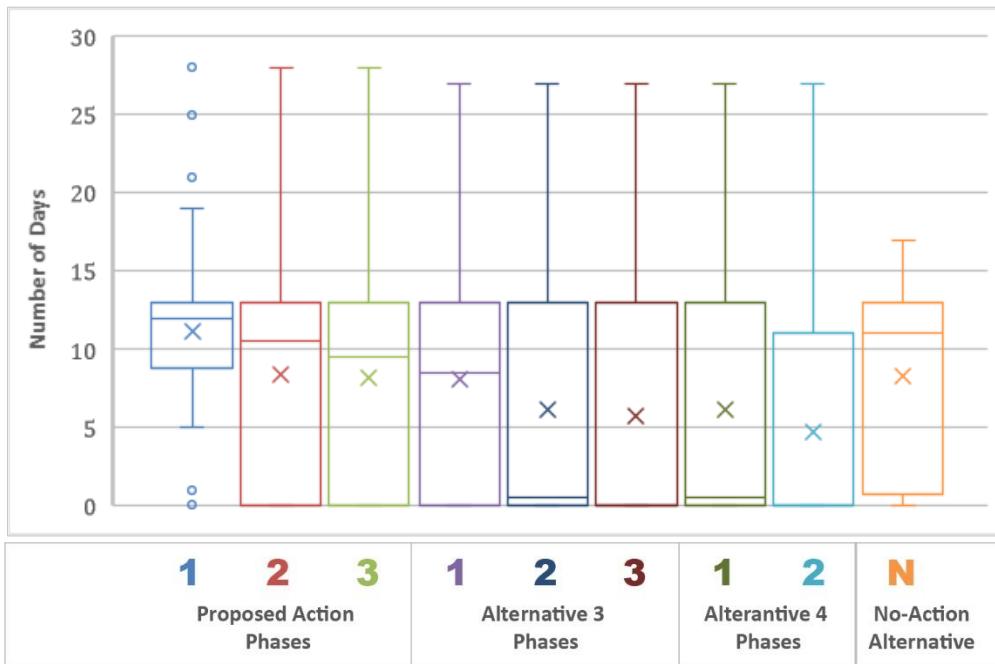 30
25
20
15
10
5
0
Number of Days
1 2 3 1 2 3 1 2 N
Proposed Action Phases
Alternative 3 Phases
Alterantive 4 Phases
No-Action Alternative